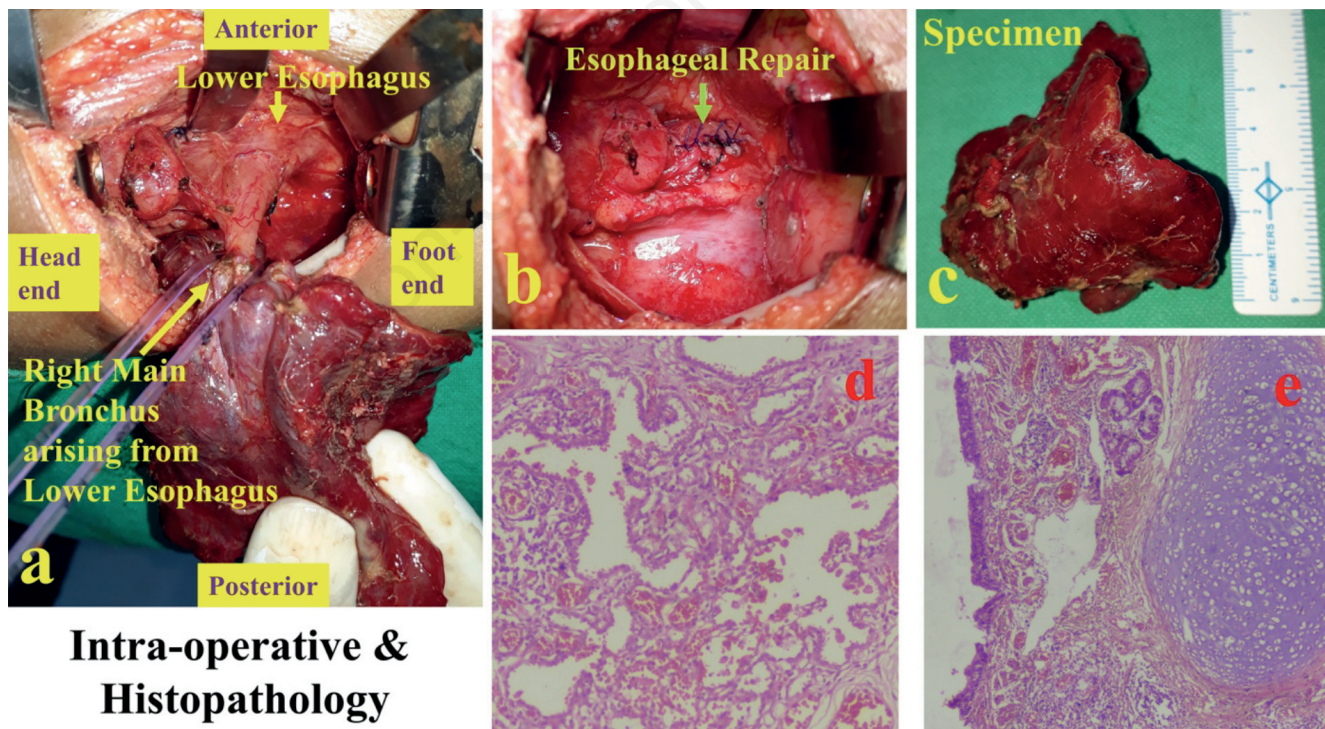 Anterior
Lower Esophagus
Head
end
Foot
end
Right Main
Bronchus
arising from
Lower Esophagus
a
Posterior
Intra-operative &
Histopathology
Esophageal Repair
b
Specimen
c
CENTIMETERS
d
e